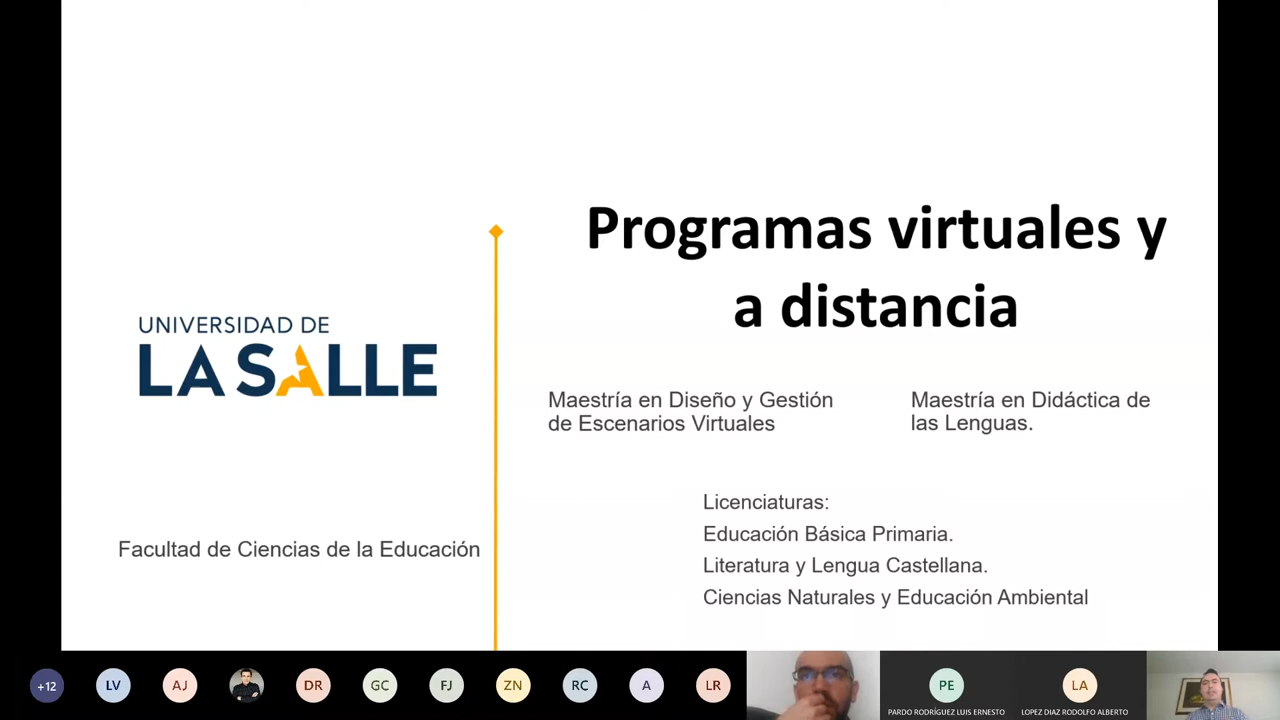 Programas virtuales y
a distancia
UNIVERSIDAD DE
LA SALLE
Maestría en Diseño y Gestión
de Escenarios Virtuales
Maestría en Didáctica de
las Lenguas.
Licenciaturas:
Educación Básica Primaria.
Literatura y Lengua Castellana.
Ciencias Naturales y Educación Ambiental
Facultad de Ciencias de la Educación
+12
LV
AJ
DR
GC
FJ
ZN
RC
A
LR
PE
PARDO RODRÍGUEZ LUIS ERNESTO
LA
LOPEZ DIAZ RODOLFO ALBERTO